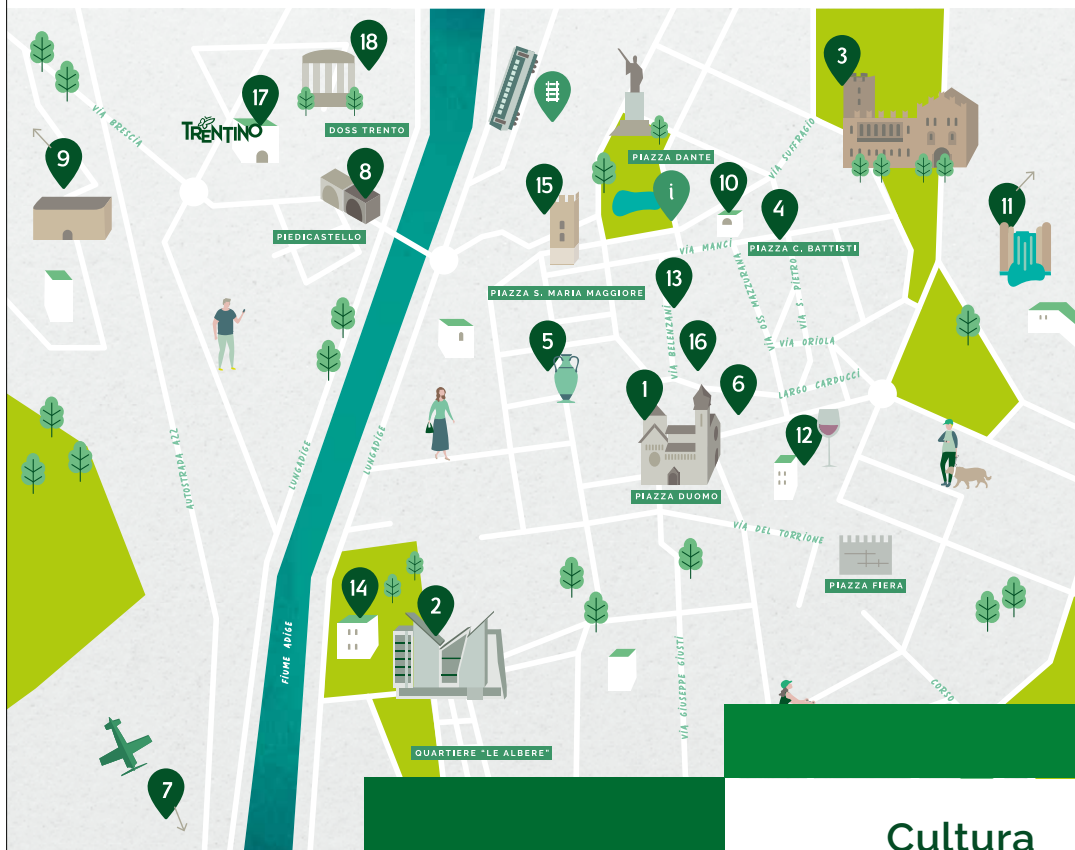 18
3
17
TRENTINO
DOSS TRENTO
VIA BRESCIA
9
8
PIEDICASTELLO
PIAZZA DANTE
VIA SUFFRAGIO
15
i
10
4
11
VIA MANCI
PIAZZA C. BATTISTI
PIAZZA S. MARIA MAGGIORE
13
VIA BELENZANI
VIA SSO MAZZURANA
VIA S. PIETRO
VIA ORIOLA
5
16
1
6
LARGO CARDUCCI
12
AUTOSTRADA A22
LUNGADIGE
LUNGADIGE
PIAZZA DUOMO
VIA DEL TORRIONE
PIAZZA FIERA
14
2
FIUME ADIGE
VIA GIUSEPPE GIUSTI
CORSO
QUARTIERE "LE ALBERE"
7
Cultura